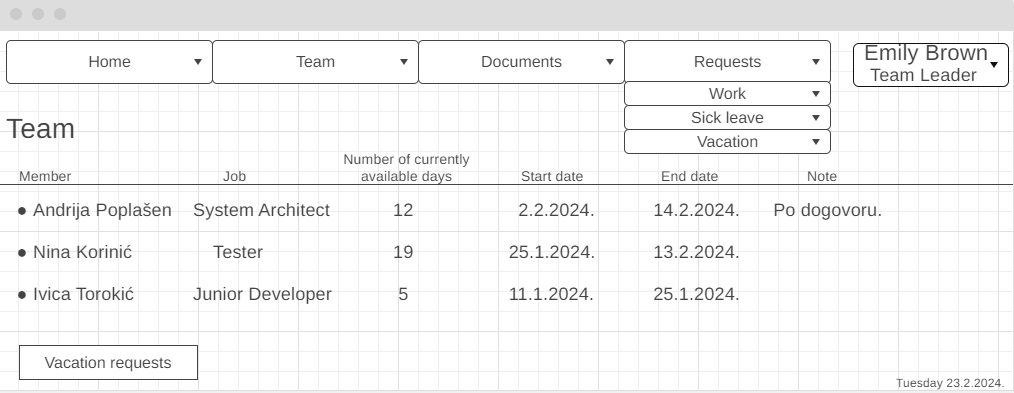 Home Team Documents Requests Emily Brown
Team Leader
Work
Sick leave
Vacation
Team
Number of currently
Member Job available days Start date End date Note
● Andrija Poplašen System Architect 12 2.2.2024. 14.2.2024. Po dogovoru.
● Nina Korinić Tester 19 25.1.2024. 13.2.2024.
● Ivica Torokić Junior Developer 5 11.1.2024. 25.1.2024.
Vacation requests
Tuesday 23.2.2024.